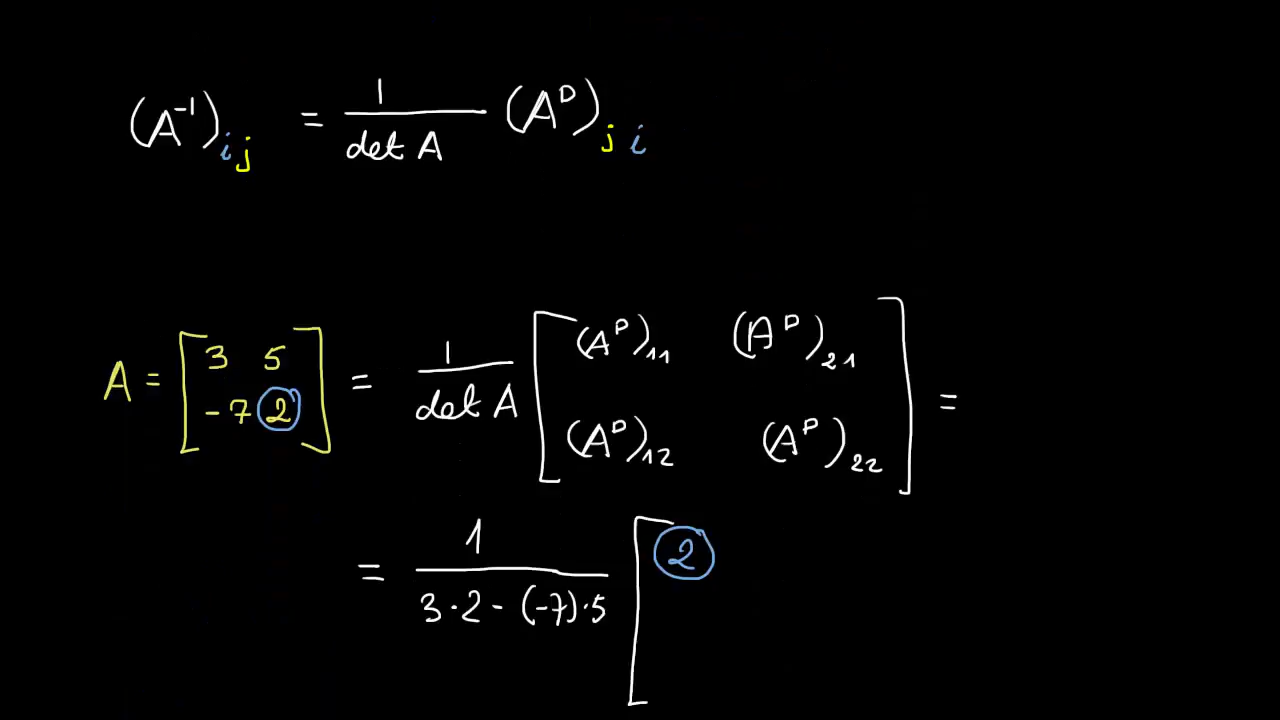 (A⁻¹)ᵢⱼ = 1/det A (Aᴰ)ⱼᵢ
A = [3 5; -7 2] = 1/det A [(Aᴰ)₁₁ (Aᴰ)₂₁; (Aᴰ)₁₂ (Aᴰ)₂₂] =
= 1/(3·2-(-7)·5) [2